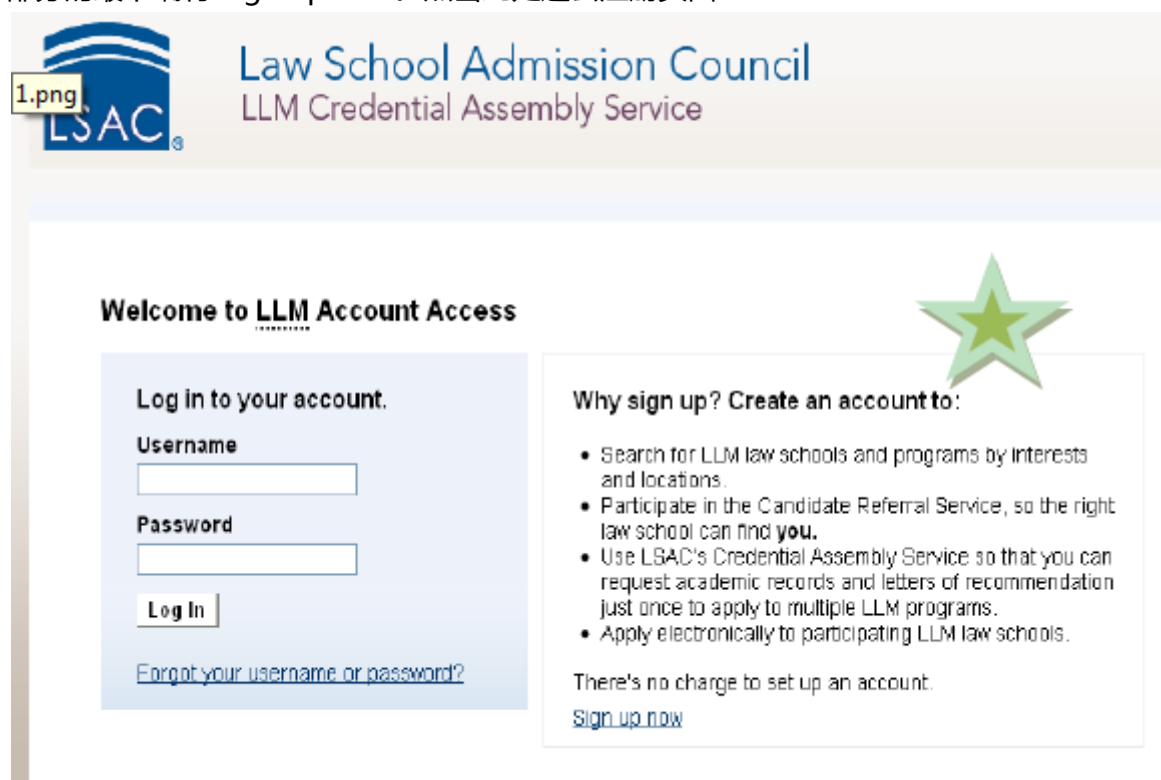 Law School Admission Council
LLM Credential Assembly Service
1.png
LSAC®
Welcome to LLM Account Access
Log in to your account.
Username
Password
Log In
Forgot your username or password?
Why sign up? Create an account to:
• Search for LLM law schools and programs by interests
and locations.
• Participate in the Candidate Referral Service, so the right
law school can find you.
• Use LSAC's Credential Assembly Service so that you can
request academic records and letters of recommendation
just once to apply to multiple LLM programs.
• Apply electronically to participating LLM law schools.
There's no charge to set up an account.
Sign up now